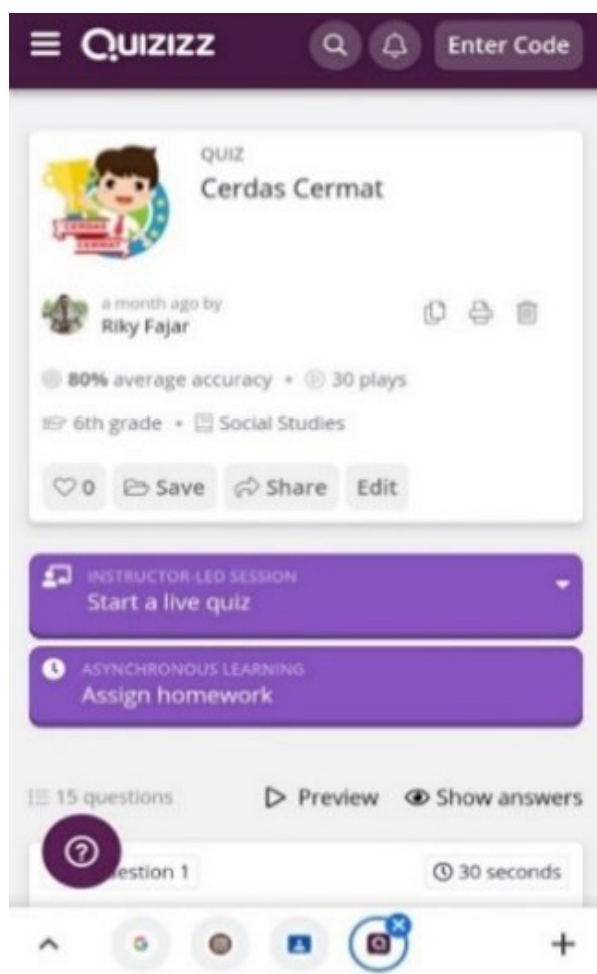 QUIZIZZ
Enter Code
QUIZ
Cerdas Cermat
CERDAS
CERMAT
a month ago by
Riky Fajar
80% average accuracy • 30 plays
6th grade • Social Studies
0 Save Share Edit
INSTRUCTOR-LED SESSION
Start a live quiz
ASYNCHRONOUS LEARNING
Assign homework
15 questions Preview Show answers
estion 1 30 seconds